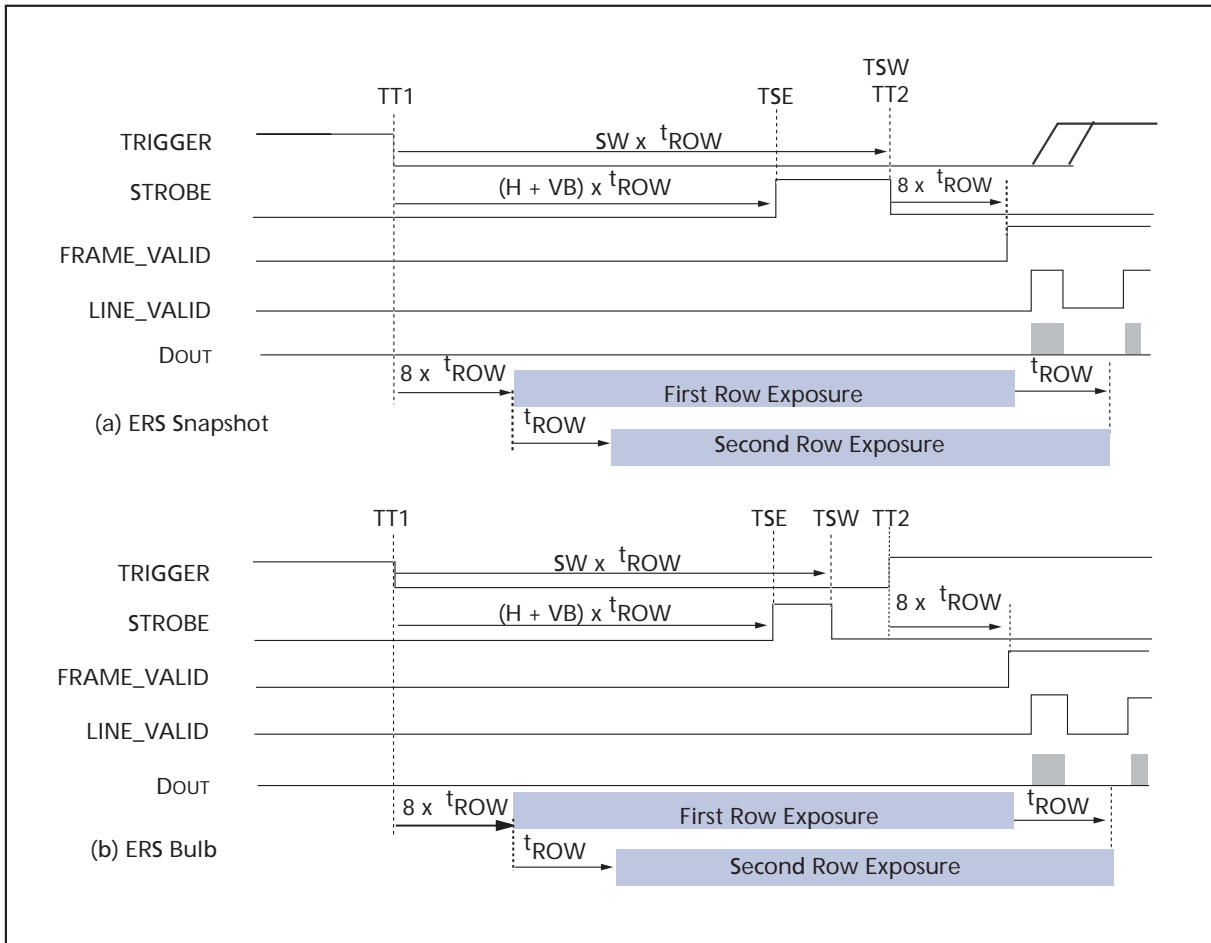 TSW
TT1 TSE TT2
TRIGGER
SW x tROW
STROBE
(H + VB) x tROW
8 x tROW
FRAME_VALID
LINE_VALID
DOUT
8 x tROW
First Row Exposure
tROW
(a) ERS Snapshot
tROW
Second Row Exposure
TT1 TSE TSW TT2
TRIGGER
SW x tROW
STROBE
(H + VB) x tROW
8 x tROW
FRAME_VALID
LINE_VALID
DOUT
8 x tROW
First Row Exposure
tROW
(b) ERS Bulb
tROW
Second Row Exposure